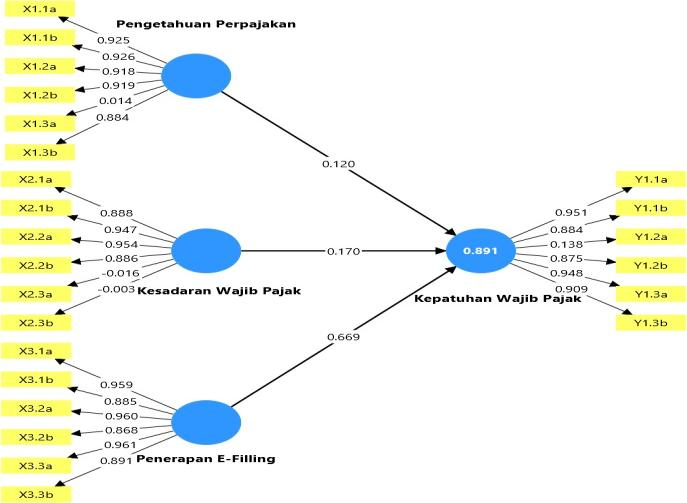 X1.1a
Pengetahuan Perpajakan
X1.1b
0.925
0.926
X1.2a
0.918
X1.2b
0.919
0.014
X1.3a
0.884
X1.3b
0.120
X2.1a
Y1.1a
0.888
0.951
X2.1b
Y1.1b
0.947
0.884
X2.2a
0.954
0.138
Y1.2a
0.170
0.891
X2.2b
0.886
0.875
Y1.2b
-0.016
0.948
X2.3a
-0.003
Kesadaran Wajib Pajak
0.909
Y1.3a
Kepatuhan Wajib Pajak
X2.3b
Y1.3b
0.669
X3.1a
X3.1b
0.959
0.885
X3.2a
0.960
X3.2b
0.868
0.961
X3.3a
0.891
Penerapan E-Filling
X3.3b